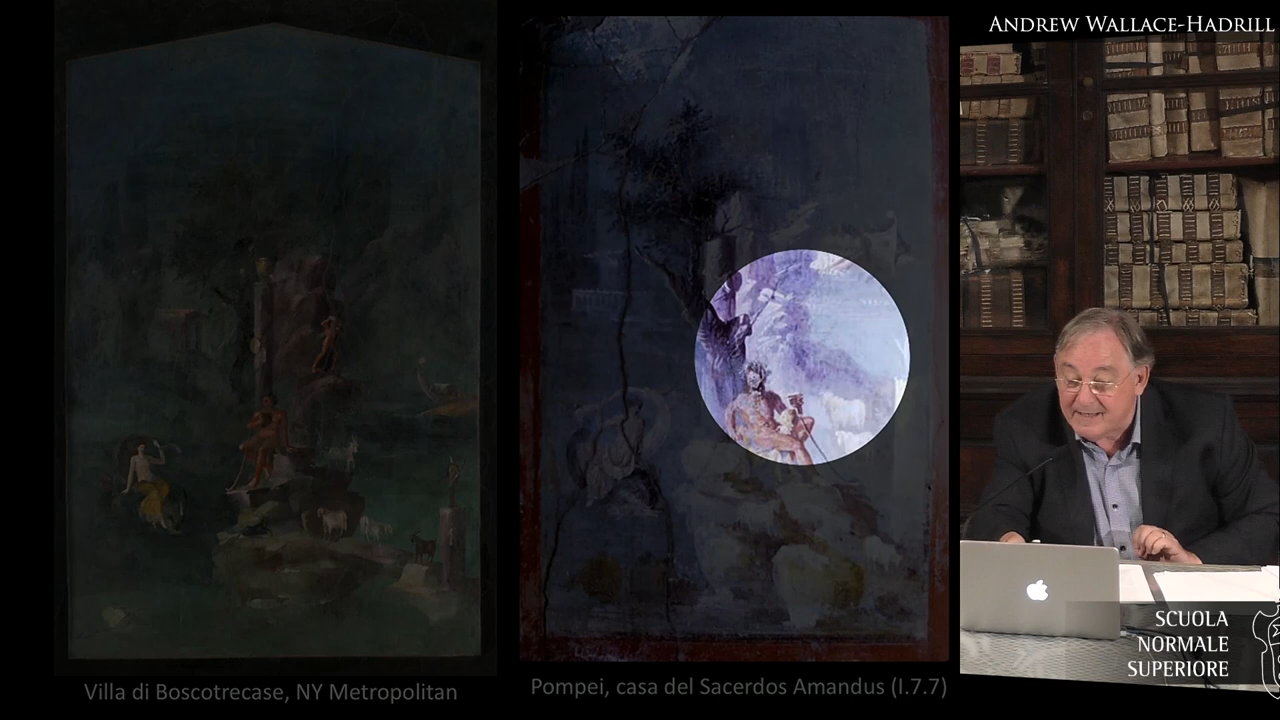 ANDREW WALLACE-HADRILL
Villa di Boscotrecase, NY Metropolitan
Pompei, casa del Sacerdos Amandus (I.7.7)
SCUOLA
NORMALE
SUPERIORE